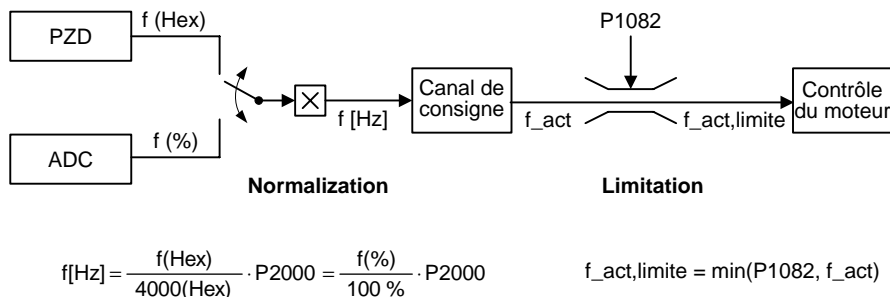 P1082
f (Hex)
PZD
Canal de
consigne
Contrôle
du moteur
f [Hz]
f_act
f_act,limite
f (%)
ADC
Normalization
Limitation
f[Hz] = f(Hex) / 4000(Hex) · P2000 = f(%) / 100 % · P2000
f_act,limite = min(P1082, f_act)